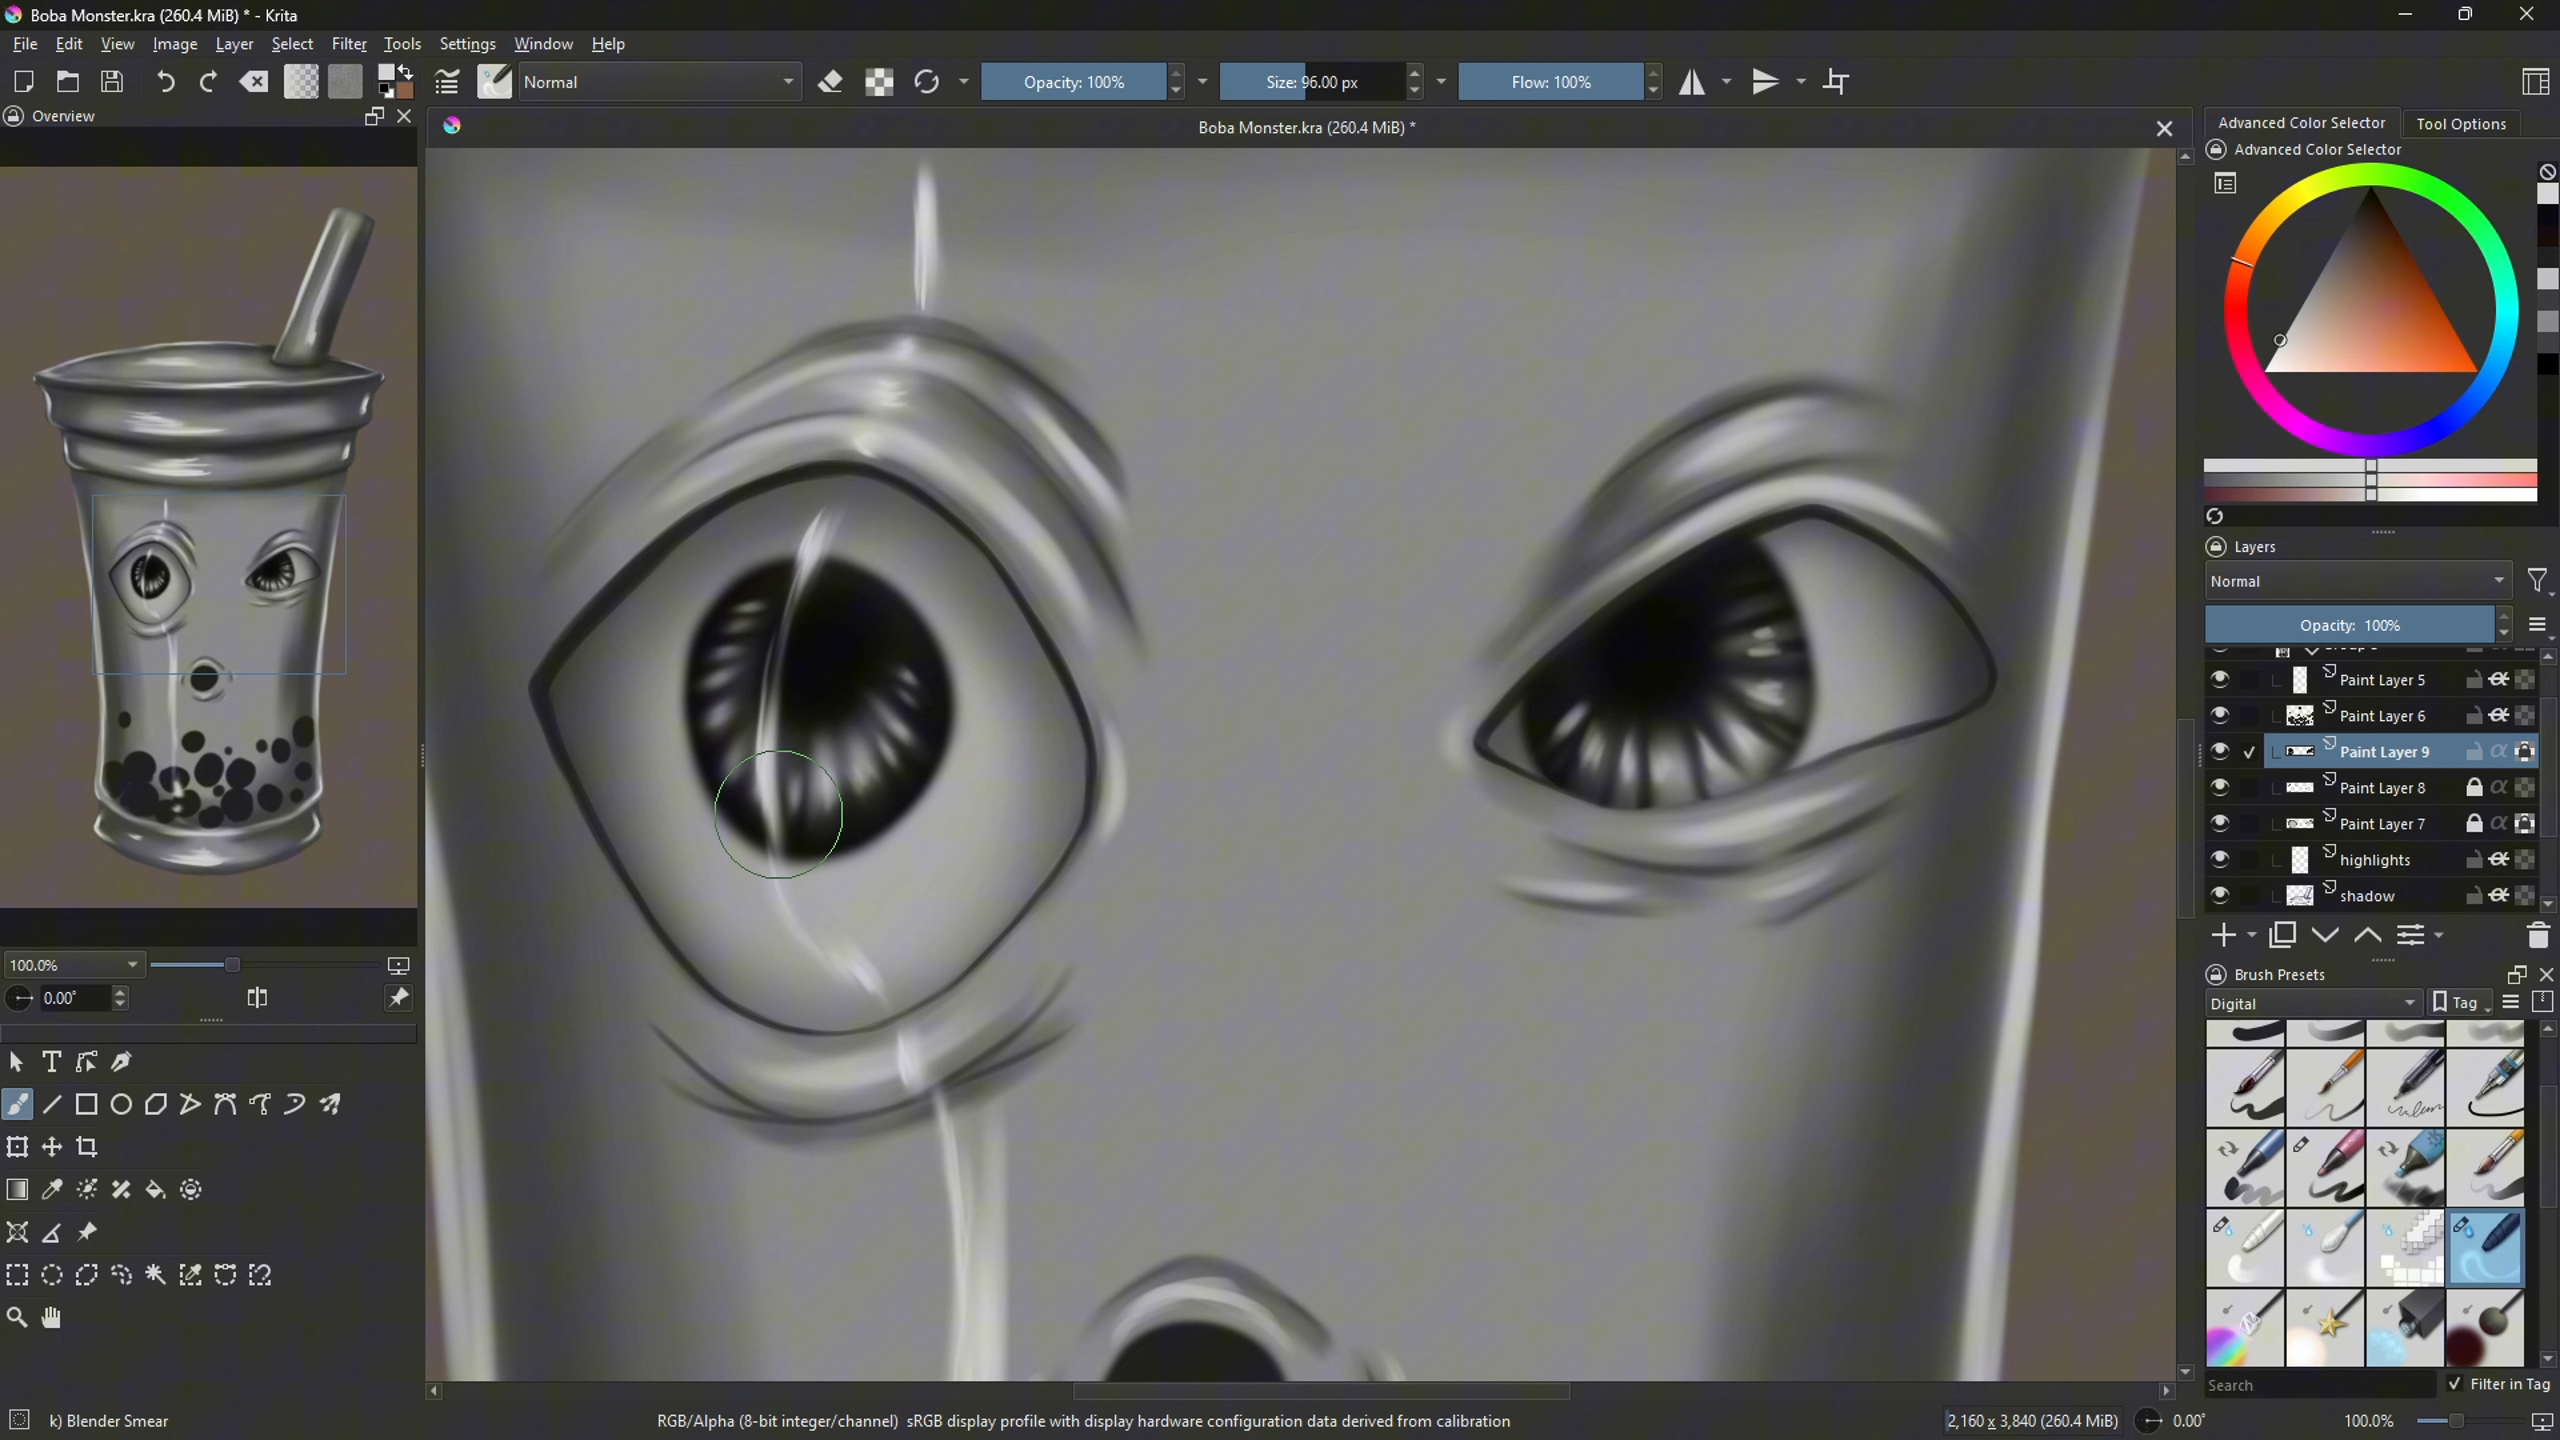 Boba Monster.kra (260.4 MiB) * - Krita
File Edit View Image Layer Select Filter Tools Settings Window Help
Normal
Opacity: 100%
Size: 96.00 px
Flow: 100%
Overview
Boba Monster.kra (260.4 MiB) *
Advanced Color Selector Tool Options
Advanced Color Selector
Layers
Normal
Opacity: 100%
Paint Layer 5
Paint Layer 6
Paint Layer 9
Paint Layer 8
Paint Layer 7
highlights
shadow
100.0%
0.00°
Brush Presets
Digital
Tag
Search
Filter in Tag
k) Blender Smear
RGB/Alpha (8-bit integer/channel) sRGB display profile with display hardware configuration data derived from calibration
2,160 x 3,840 (260.4 MiB)
0.00°
100.0%